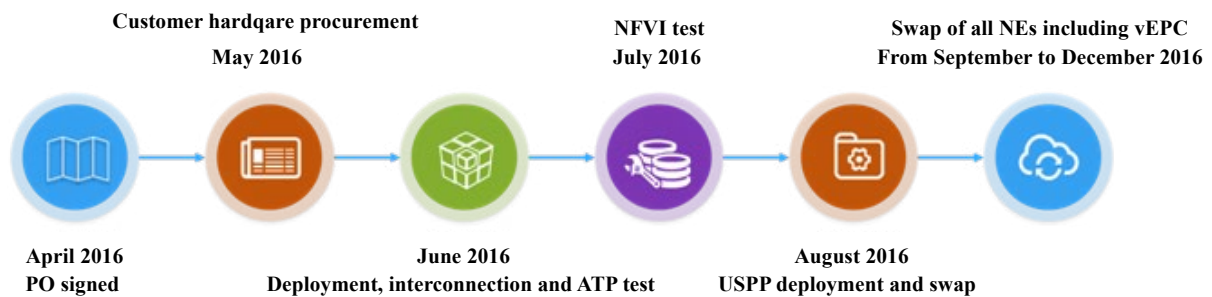 Customer hardqare procurement
May 2016
NFVI test
July 2016
Swap of all NEs including vEPC
From September to December 2016
April 2016
PO signed
June 2016
Deployment, interconnection and ATP test
August 2016
USPP deployment and swap